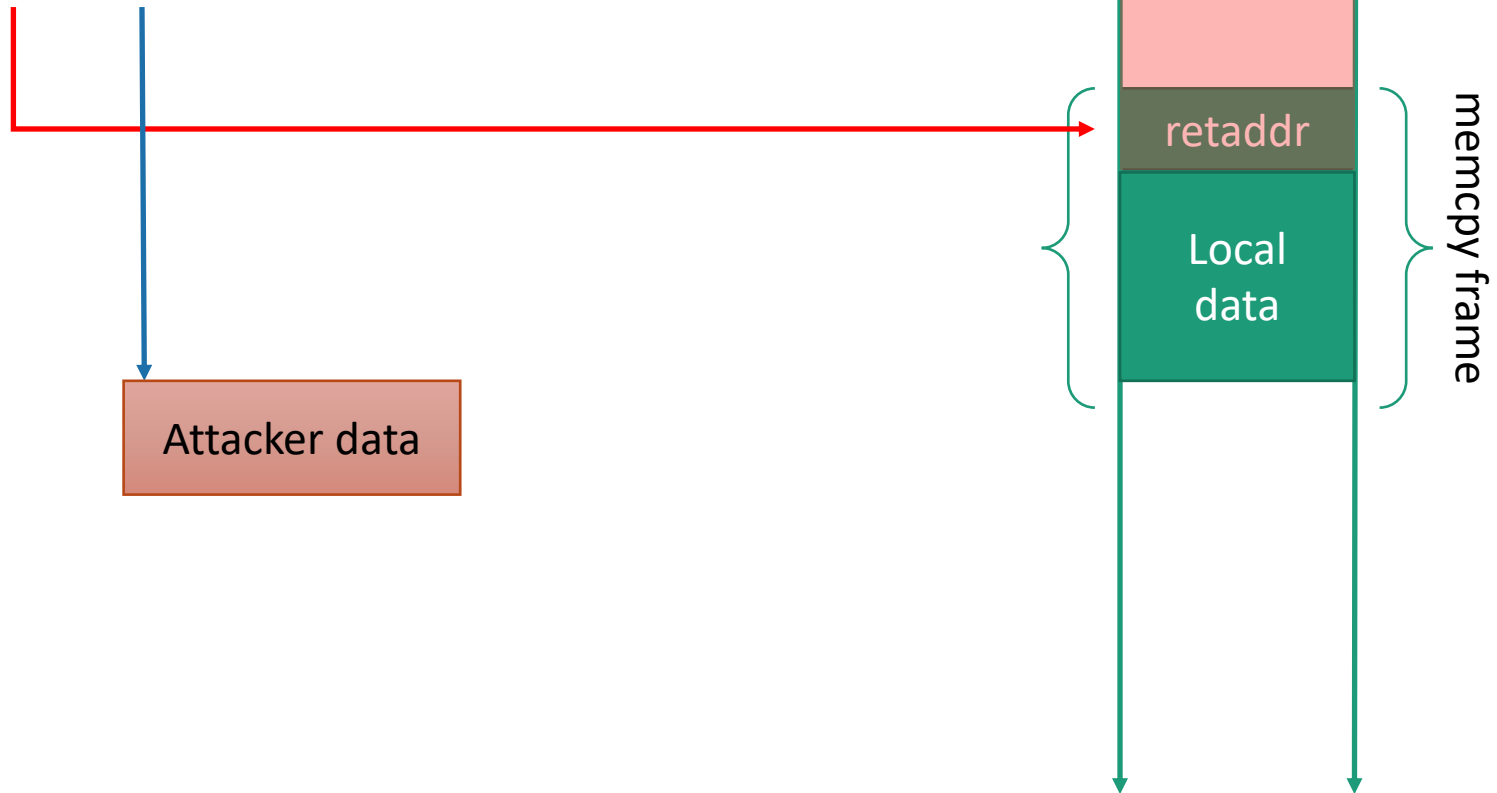 retaddr
Local
data
memcpy frame
Attacker data